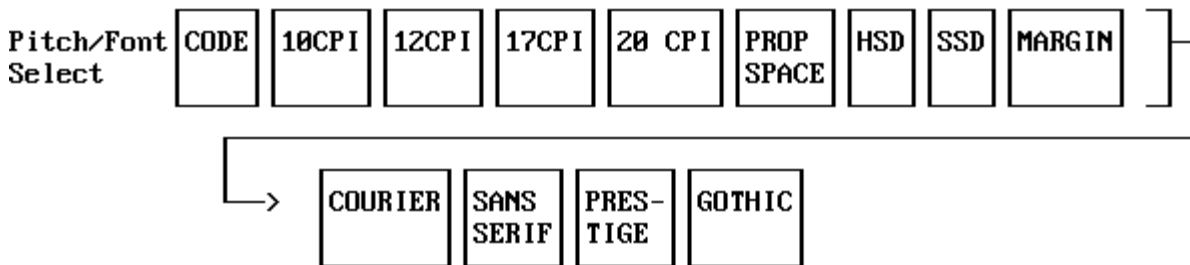 Pitch/Font CODE 10CPI 12CPI 17CPI 20 CPI PROP HSD SSD MARGIN
Select SPACE
COURIER SANS PRES- GOTHIC
SERIF TIGE